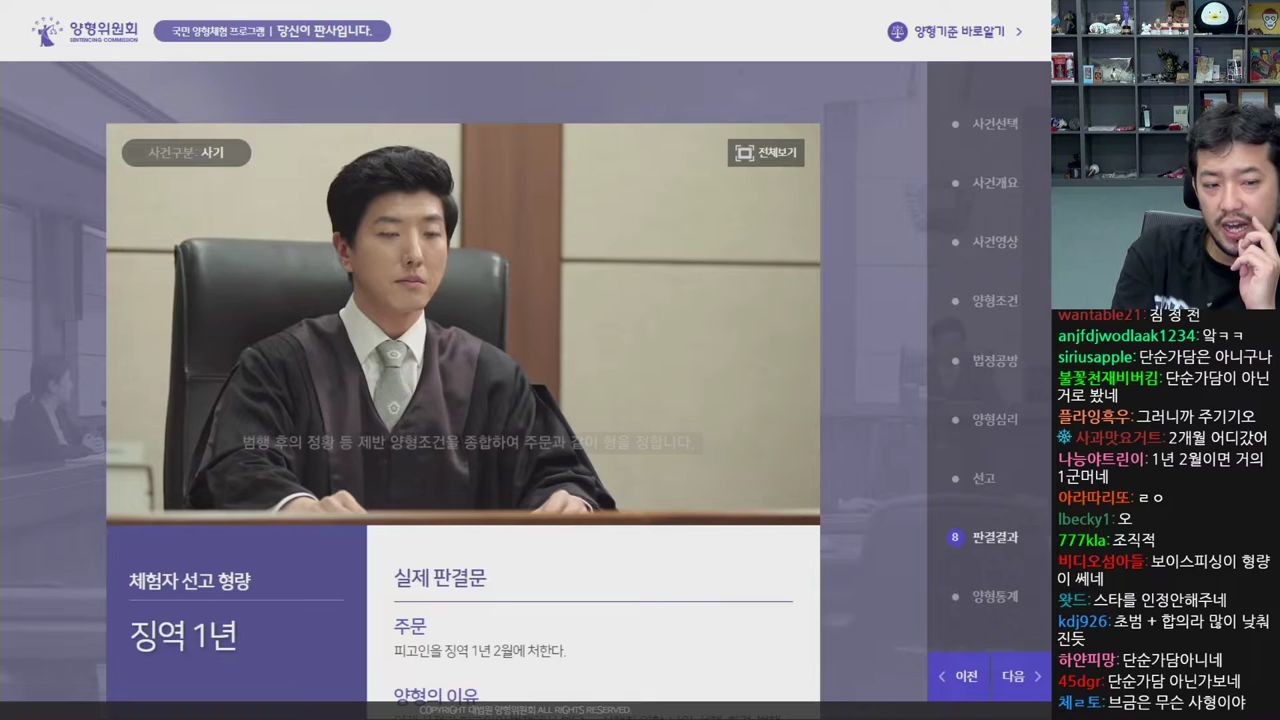 양형위원회
SENTENCING COMMISSION
국민 양형체험 프로그램 | 당신이 판사입니다.
양형기준 바로알기
사건구분: 사기
전체보기
범행 후의 정황 등 제반 양형조건을 종합하여 주문과 같이 형을 정합니다.
체험자 선고 형량
징역 1년
실제 판결문
주문
피고인을 징역 1년 2월에 처한다.
양형의 이유
COPYRIGHT 대법원 양형위원회 ALL RIGHTS RESERVED.
사건선택
사건개요
사건영상
양형조건
법정공방
양형심리
선고
8 판결결과
양형통계
이전
다음
wantable21: 짐 정 천
anjfdjwodlaak1234: 앜ㅋㅋ
siriusapple: 단순가담은 아니구나
불꽃천재비버킴: 단순가담이 아닌
거로 봤네
플라잉흑우: 그러니까 주기기오
사과맛요거트: 2개월 어디갔어
나능야트린이: 1년 2월이면 거의
1군머네
아라따리또: ㄹㅇ
lbecky1: 오
777kla: 조직적
비디오섬아들: 보이스피싱이 형량
이 쎄네
왓드: 스타를 인정안해주네
kdj926: 초범 + 합의라 많이 낮춰
진듯
하얀피망: 단순가담아니네
45dgr: 단순가담 아닌가보네
체ㄹ토: 브금은 무슨 사형이야